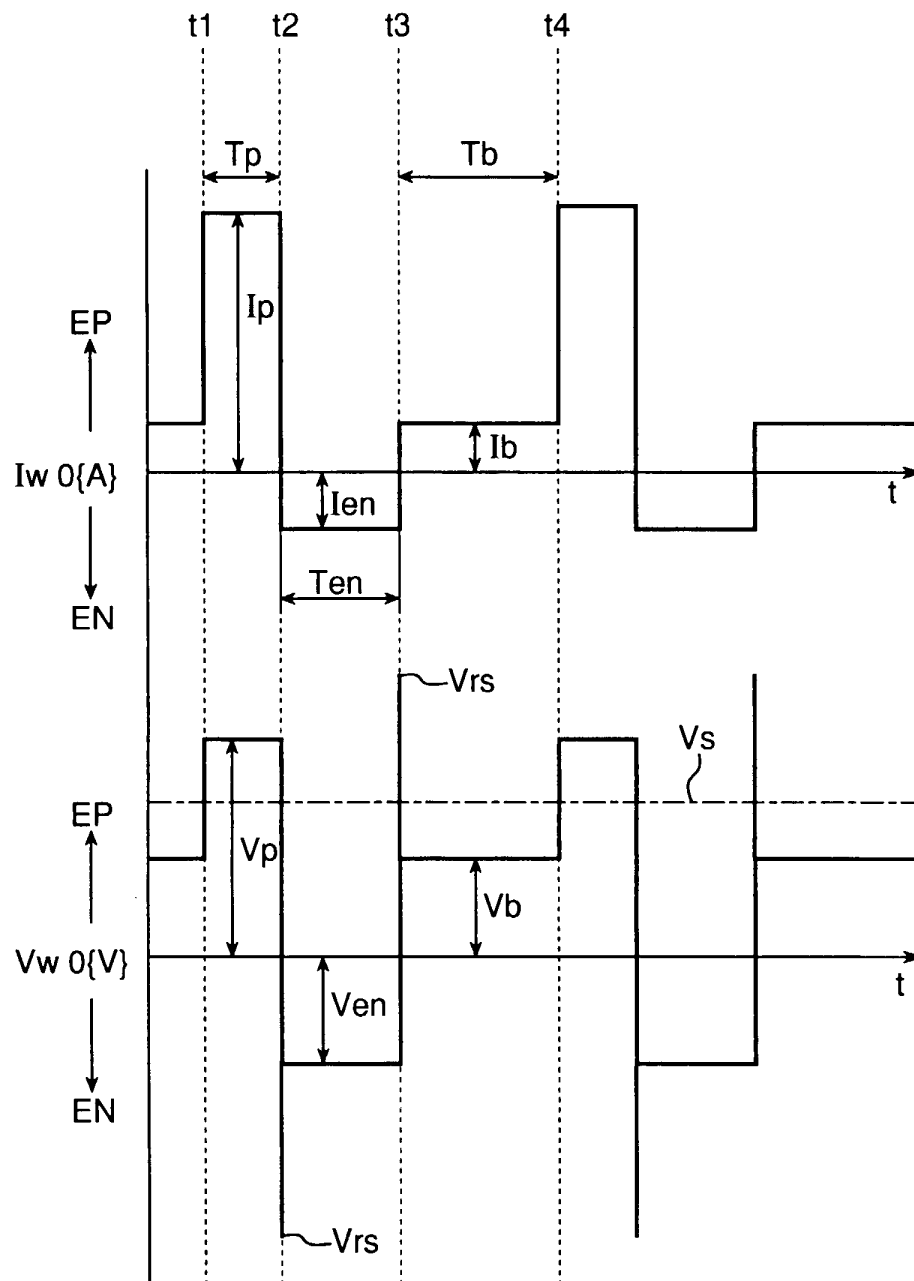 t1 t2 t3 t4
Tp Tb
Ip
EP
Ib
Iw 0{A}
t
Ien
Ten
EN
Vrs
Vs
EP
Vp
Vb
Vw 0{V}
t
Ven
EN
Vrs